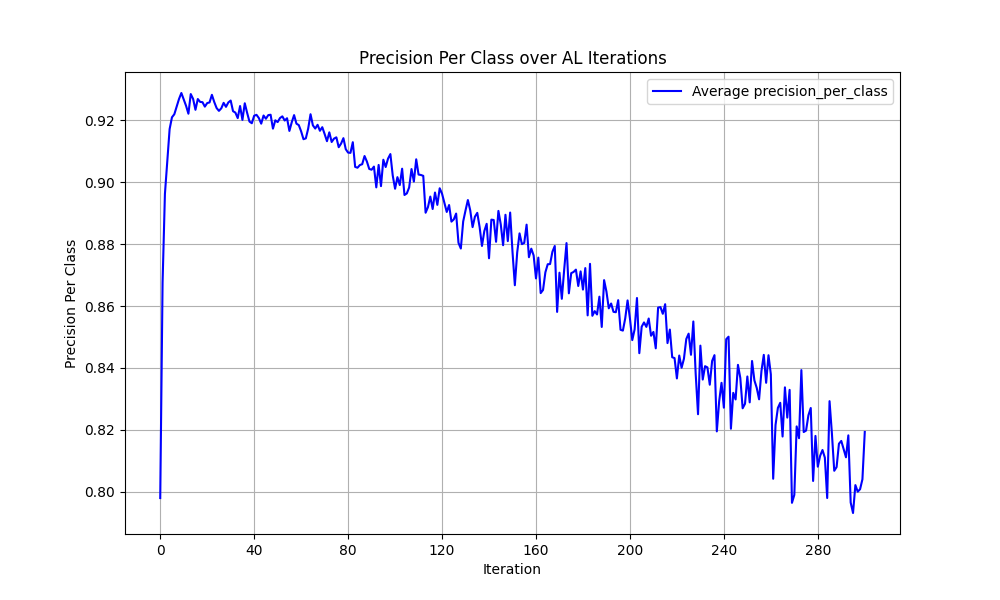 Precision Per Class over AL Iterations
Average precision_per_class
Precision Per Class
0.92
0.90
0.88
0.86
0.84
0.82
0.80
0 40 80 120 160 200 240 280
Iteration